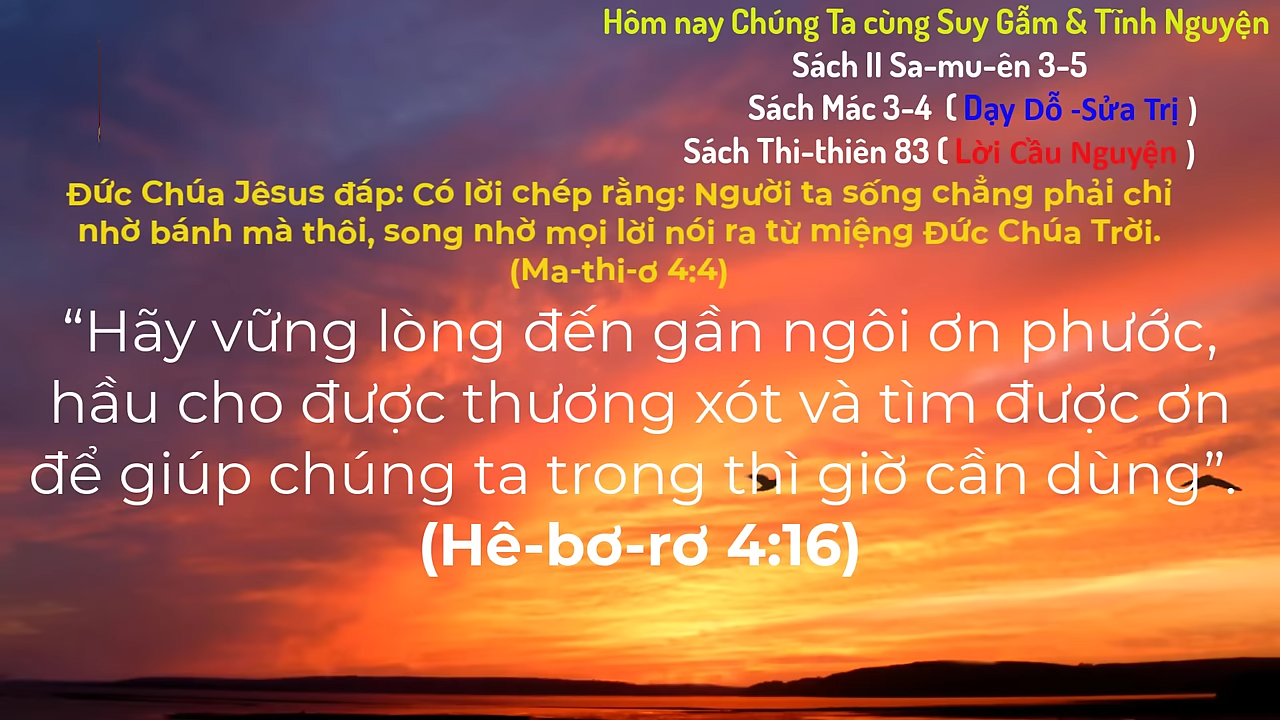 Hôm nay Chúng Ta cùng Suy Gẫm & Tĩnh Nguyện
Sách II Sa-mu-ên 3-5
Sách Mác 3-4 ( Dạy Dỗ -Sửa Trị )
Sách Thi-thiên 83 ( Lời Cầu Nguyện )
Đức Chúa Jêsus đáp: Có lời chép rằng: Người ta sống chẳng phải chỉ
nhờ bánh mà thôi, song nhờ mọi lời nói ra từ miệng Đức Chúa Trời.
(Ma-thi-ơ 4:4)
“Hãy vững lòng đến gần ngôi ơn phước,
hầu cho được thương xót và tìm được ơn
để giúp chúng ta trong thì giờ cần dùng”.
(Hê-bơ-rơ 4:16)